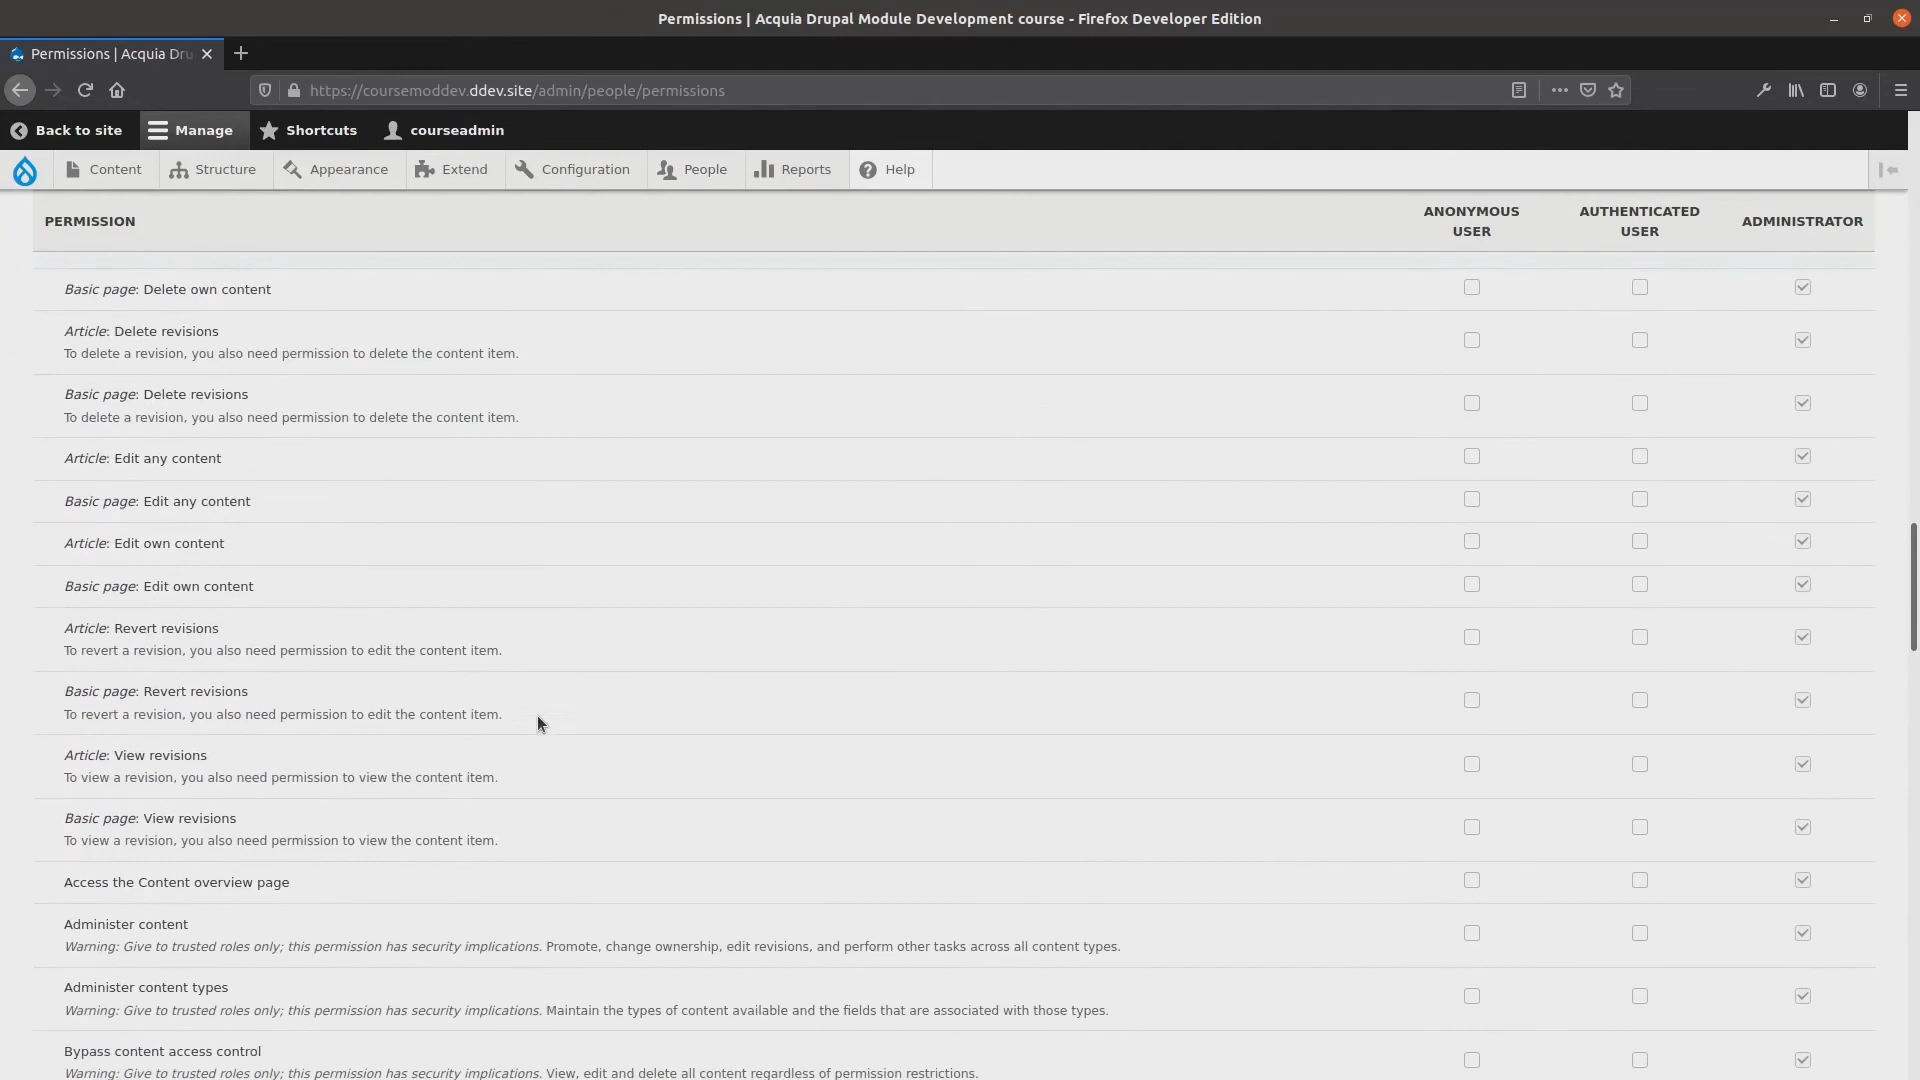 Permissions | Acquia Drupal Module Development course - Firefox Developer Edition
Permissions | Acquia Dru
https://coursemoddev.ddev.site/admin/people/permissions
Back to site Manage Shortcuts courseadmin
Content Structure Appearance Extend Configuration People Reports Help
PERMISSION ANONYMOUS USER AUTHENTICATED USER ADMINISTRATOR
Basic page: Delete own content
Article: Delete revisions
To delete a revision, you also need permission to delete the content item.
Basic page: Delete revisions
To delete a revision, you also need permission to delete the content item.
Article: Edit any content
Basic page: Edit any content
Article: Edit own content
Basic page: Edit own content
Article: Revert revisions
To revert a revision, you also need permission to edit the content item.
Basic page: Revert revisions
To revert a revision, you also need permission to edit the content item.
Article: View revisions
To view a revision, you also need permission to view the content item.
Basic page: View revisions
To view a revision, you also need permission to view the content item.
Access the Content overview page
Administer content
Warning: Give to trusted roles only; this permission has security implications. Promote, change ownership, edit revisions, and perform other tasks across all content types.
Administer content types
Warning: Give to trusted roles only; this permission has security implications. Maintain the types of content available and the fields that are associated with those types.
Bypass content access control
Warning: Give to trusted roles only; this permission has security implications. View, edit and delete all content regardless of permission restrictions.